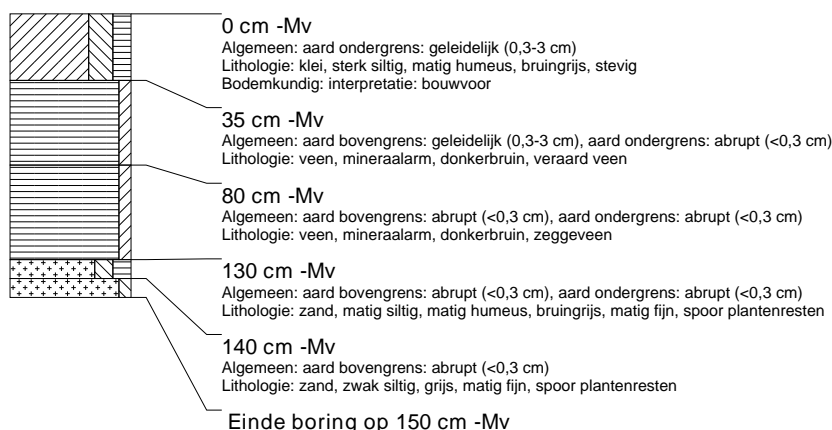 0 cm -Mv
Algemeen: aard ondergrens: geleidelijk (0,3-3 cm)
Lithologie: klei, sterk siltig, matig humeus, bruingrijs, stevig
Bodemkundig: interpretatie: bouwvoor
35 cm -Mv
Algemeen: aard bovengrens: geleidelijk (0,3-3 cm), aard ondergrens: abrupt (<0,3 cm)
Lithologie: veen, mineraalarm, donkerbruin, veraard veen
80 cm -Mv
Algemeen: aard bovengrens: abrupt (<0,3 cm), aard ondergrens: abrupt (<0,3 cm)
Lithologie: veen, mineraalarm, donkerbruin, zeggeveen
130 cm -Mv
Algemeen: aard bovengrens: abrupt (<0,3 cm), aard ondergrens: abrupt (<0,3 cm)
Lithologie: zand, matig siltig, matig humeus, bruingrijs, matig fijn, spoor plantenresten
140 cm -Mv
Algemeen: aard bovengrens: abrupt (<0,3 cm)
Lithologie: zand, zwak siltig, grijs, matig fijn, spoor plantenresten
Einde boring op 150 cm -Mv